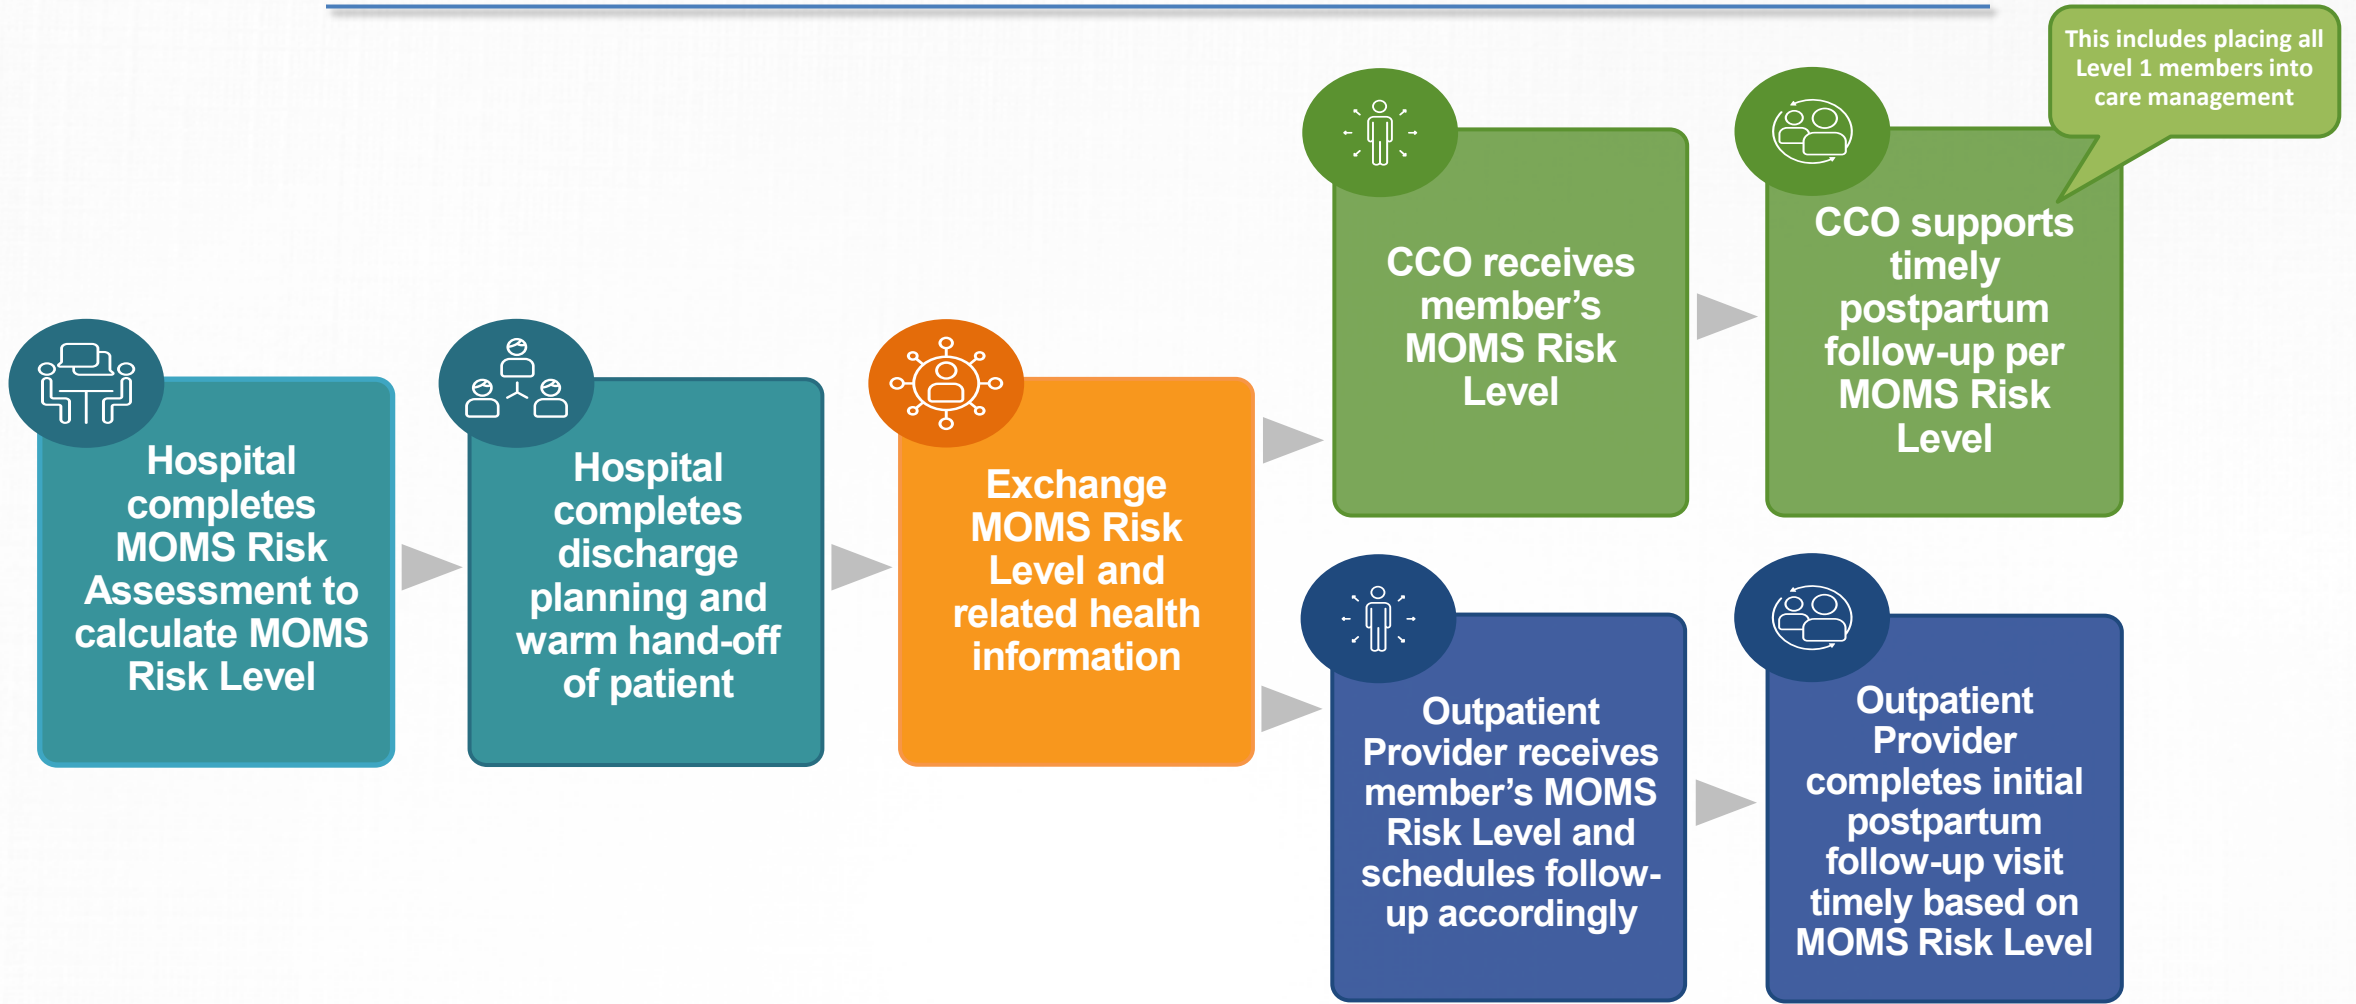 This includes placing all
Level 1 members into
care management
Hospital
completes
MOMS Risk
Assessment to
calculate MOMS
Risk Level
Hospital
completes
discharge
planning and
warm hand-off
of patient
Exchange
MOMS Risk
Level and
related health
information
CCO receives
member’s
MOMS Risk
Level
CCO supports
timely
postpartum
follow-up per
MOMS Risk
Level
Outpatient
Provider receives
member’s MOMS
Risk Level and
schedules follow-
up accordingly
Outpatient
Provider
completes initial
postpartum
follow-up visit
timely based on
MOMS Risk Level